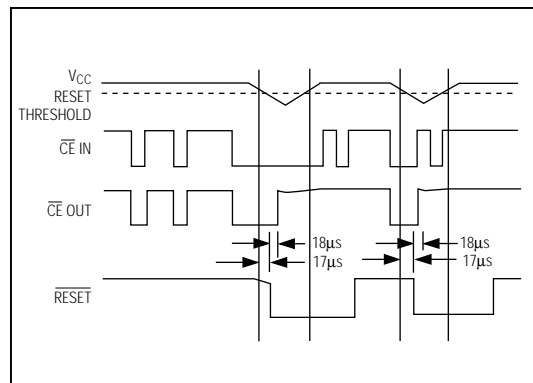 VCC
RESET
THRESHOLD
CE IN
CE OUT
18μs
18μs
17μs
17μs
RESET